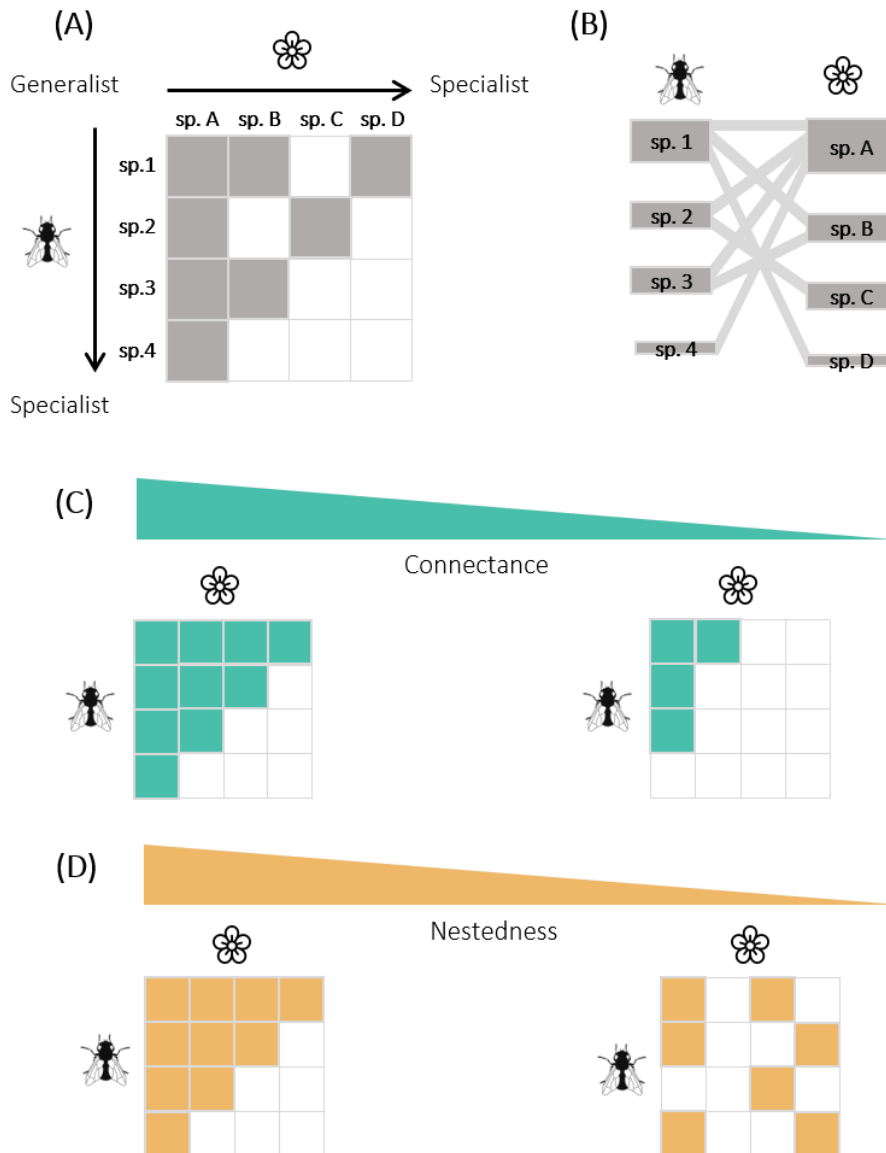 (A)
(B)
Generalist
Specialist
sp. A sp. B sp. C sp. D
sp.1
sp.2
sp.3
sp.4
Specialist
sp. 1
sp. 2
sp. 3
sp. 4
sp. A
sp. B
sp. C
sp. D
(C)
Connectance
(D)
Nestedness